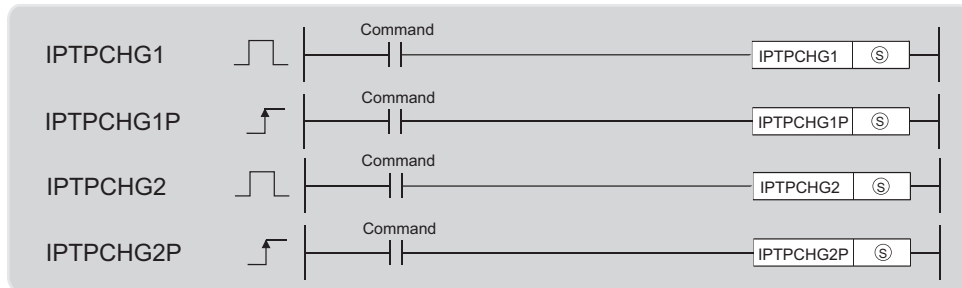 Command
IPTPCHG1
IPTPCHG1 Ⓢ
Command
IPTPCHG1P
IPTPCHG1P Ⓢ
Command
IPTPCHG2
IPTPCHG2 Ⓢ
Command
IPTPCHG2P
IPTPCHG2P Ⓢ